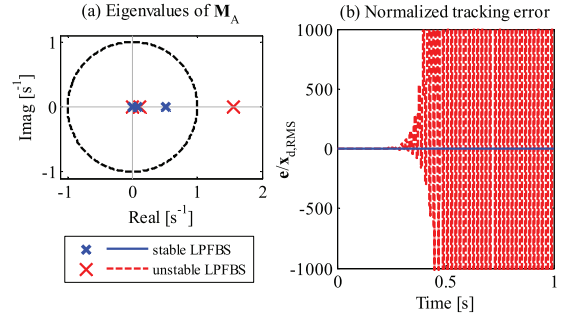 (a) Eigenvalues of M_A
1
0
-1
Imag [s⁻¹]
-1 0 1 2
Real [s⁻¹]
stable LPFBS
unstable LPFBS
(b) Normalized tracking error
1000
500
0
-500
-1000
e/x_d,RMS
0 0.5 1
Time [s]